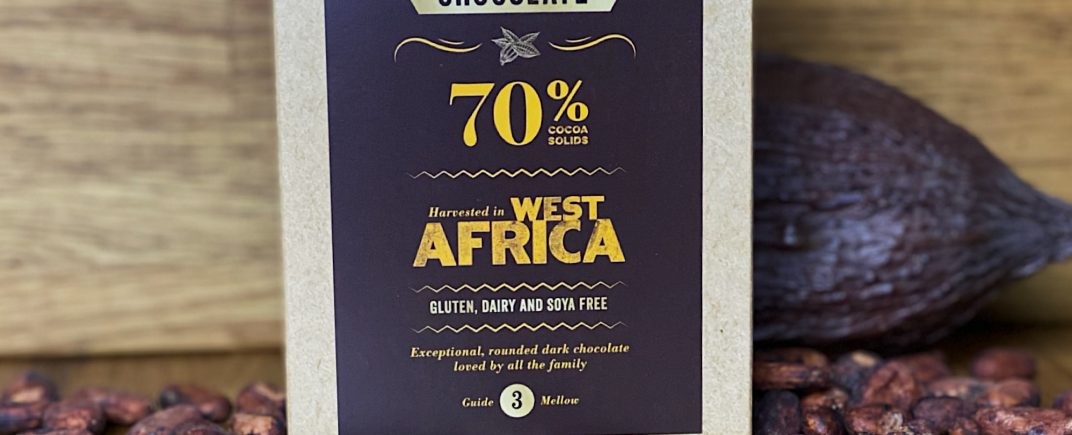 CHOCOLATE
70%
COCOA
SOLIDS
Harvested in WEST
AFRICA
GLUTEN, DAIRY AND SOYA FREE
Exceptional, rounded dark chocolate
loved by all the family
Guide 3 Mellow